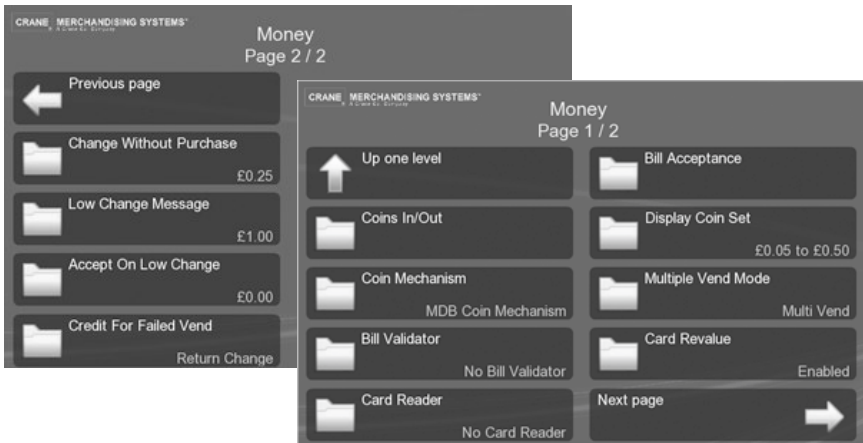 CRANE MERCHANDISING SYSTEMS
Money
Page 2 / 2
Previous page
Change Without Purchase
£0.25
Low Change Message
£1.00
Accept On Low Change
£0.00
Credit For Failed Vend
Return Change
CRANE MERCHANDISING SYSTEMS
Money
Page 1 / 2
Up one level
Bill Acceptance
Coins In/Out
Display Coin Set
£0.05 to £0.50
Coin Mechanism
MDB Coin Mechanism
Multiple Vend Mode
Multi Vend
Bill Validator
No Bill Validator
Card Revalue
Enabled
Card Reader
No Card Reader
Next page